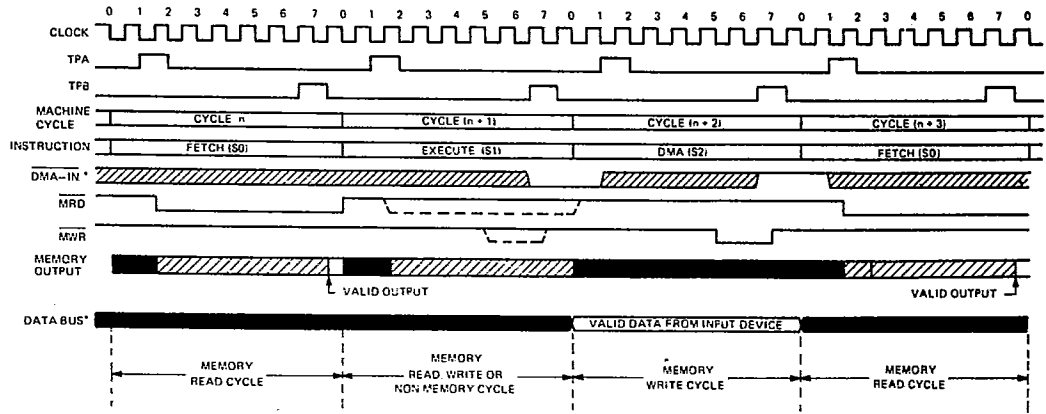 0 1 2 3 4 5 6 7 0 1 2 3 4 5 6 7 0 1 2 3 4 5 6 7 0 1 2 3 4 5 6 7 0
CLOCK
TPA
TPB
MACHINE
CYCLE
CYCLE n
CYCLE (n + 1)
CYCLE (n + 2)
CYCLE (n + 3)
INSTRUCTION
FETCH (S0)
EXECUTE (S1)
DMA (S2)
FETCH (S0)
DMA-IN *
MRD
MWR
MEMORY
OUTPUT
VALID OUTPUT
VALID OUTPUT
DATA BUS*
VALID DATA FROM INPUT DEVICE
MEMORY
READ CYCLE
MEMORY
READ, WRITE OR
NON MEMORY CYCLE
MEMORY
WRITE CYCLE
MEMORY
READ CYCLE